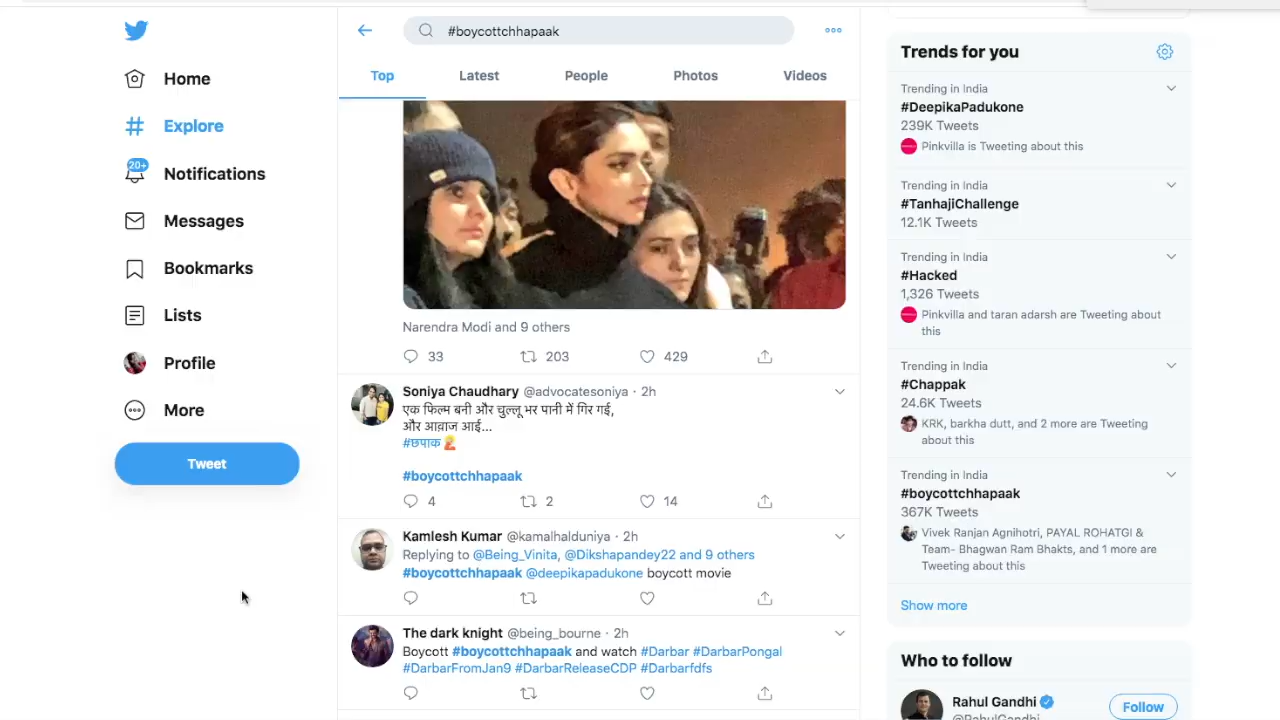 Home
Explore
20+
Notifications
Messages
Bookmarks
Lists
Profile
More
Tweet
#boycottchhapaak
Top
Latest
People
Photos
Videos
Narendra Modi and 9 others
33
203
429
Soniya Chaudhary @advocatesoniya · 2h
एक फिल्म बनी और चुल्लू भर पानी में गिर गई,
और आवाज़ आई...
#छपाक
#boycottchhapaak
4
2
14
Kamlesh Kumar @kamalhalduniya · 2h
Replying to @Being_Vinita, @Dikshapandey22 and 9 others
#boycottchhapaak @deepikapadukone boycott movie
The dark knight @being_bourne · 2h
Boycott #boycottchhapaak and watch #Darbar #DarbarPongal
#DarbarFromJan9 #DarbarReleaseCDP #Darbarfdfs
Trends for you
Trending in India
#DeepikaPadukone
239K Tweets
Pinkvilla is Tweeting about this
Trending in India
#TanhajiChallenge
12.1K Tweets
Trending in India
#Hacked
1,326 Tweets
Pinkvilla and taran adarsh are Tweeting about
this
Trending in India
#Chappak
24.6K Tweets
KRK, barkha dutt, and 2 more are Tweeting
about this
Trending in India
#boycottchhapaak
367K Tweets
Vivek Ranjan Agnihotri, PAYAL ROHATGI &
Team- Bhagwan Ram Bhakts, and 1 more are
Tweeting about this
Show more
Who to follow
Rahul Gandhi
@RahulGandhi
Follow